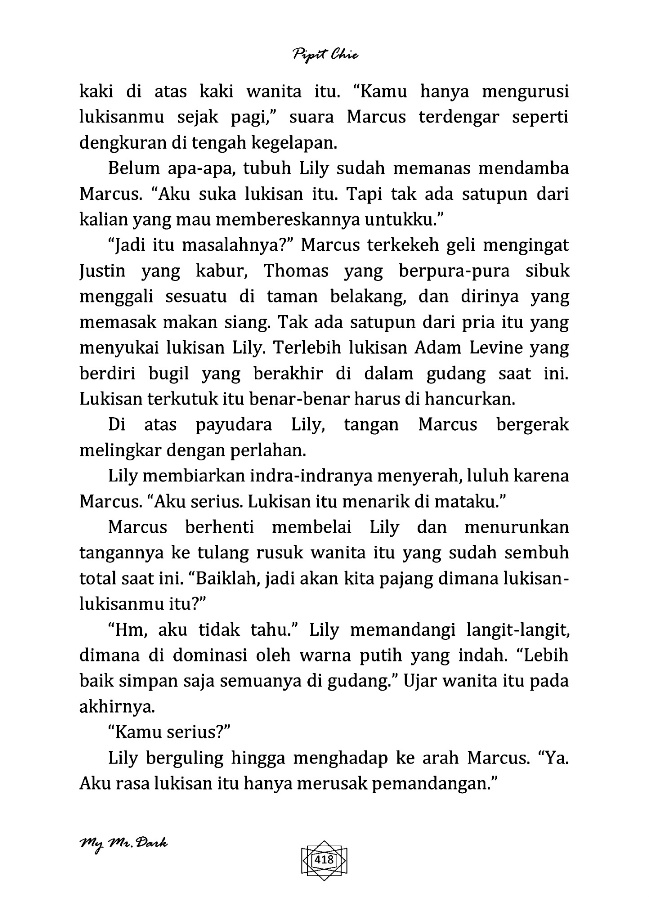 Pipit Chie
kaki di atas kaki wanita itu. “Kamu hanya mengurusi
lukisanmu sejak pagi,” suara Marcus terdengar seperti
dengkuran di tengah kegelapan.
Belum apa-apa, tubuh Lily sudah memanas mendamba
Marcus. “Aku suka lukisan itu. Tapi tak ada satupun dari
kalian yang mau membereskannya untukku.”
“Jadi itu masalahnya?” Marcus terkekeh geli mengingat
Justin yang kabur, Thomas yang berpura-pura sibuk
menggali sesuatu di taman belakang, dan dirinya yang
memasak makan siang. Tak ada satupun dari pria itu yang
menyukai lukisan Lily. Terlebih lukisan Adam Levine yang
berdiri bugil yang berakhir di dalam gudang saat ini.
Lukisan terkutuk itu benar-benar harus di hancurkan.
Di atas payudara Lily, tangan Marcus bergerak
melingkar dengan perlahan.
Lily membiarkan indra-indranya menyerah, luluh karena
Marcus. “Aku serius. Lukisan itu menarik di mataku.”
Marcus berhenti membelai Lily dan menurunkan
tangannya ke tulang rusuk wanita itu yang sudah sembuh
total saat ini. “Baiklah, jadi akan kita pajang dimana lukisan-
lukisanmu itu?”
“Hm, aku tidak tahu.” Lily memandangi langit-langit,
dimana di dominasi oleh warna putih yang indah. “Lebih
baik simpan saja semuanya di gudang.” Ujar wanita itu pada
akhirnya.
“Kamu serius?”
Lily berguling hingga menghadap ke arah Marcus. “Ya.
Aku rasa lukisan itu hanya merusak pemandangan.”
My Mr. Dark
418